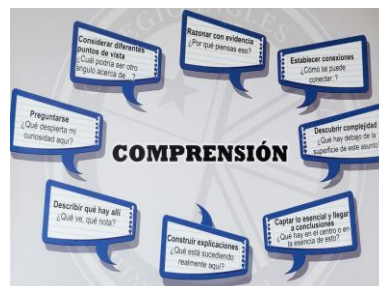 Considerar diferentes
puntos de vista
¿Cuál podría ser otro
ángulo acerca de...?
Razonar con evidencia
¿Por qué piensas eso?
Establecer conexiones
¿Cómo se puede
conectar..?
Preguntarse
¿Qué despierta mi
curiosidad aquí?
COMPRENSIÓN
Descubrir complejidad
¿Qué hay debajo de la
superficie de este asunto?
Describir qué hay allí
¿Qué ve, qué nota?
Construir explicaciones
¿Qué está sucediendo
realmente aquí?
Captar lo esencial y llegar
a conclusiones
¿Qué hay en el centro o en
la esencia de esto?